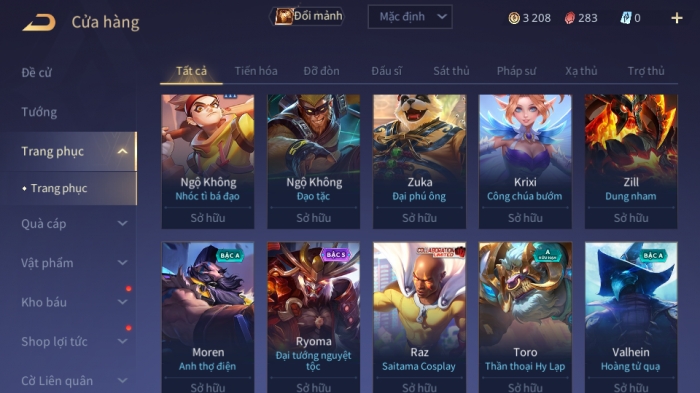 Cửa hàng
Đổi mảnh
Mặc định
3 208
283
0
Đề cử
Tướng
Trang phục
Trang phục
Quà cáp
Vật phẩm
Kho báu
Shop lợi tức
Cờ Liên quân
Tất cả
Tiến hóa
Đỡ đòn
Đấu sĩ
Sát thủ
Pháp sư
Xạ thủ
Trợ thủ
Ngộ Không
Nhóc tì bá đạo
Sở hữu
Ngộ Không
Đạo tặc
Sở hữu
Zuka
Đại phú ông
Sở hữu
Krixi
Công chúa bướm
Sở hữu
Zill
Dung nham
Sở hữu
BẬC A
Moren
Anh thợ điện
Sở hữu
BẬC S
Ryoma
Đại tướng nguyệt
tộc
Sở hữu
LIMITED
Raz
Saitama Cosplay
Sở hữu
A
Toro
Thần thoại Hy Lạp
Sở hữu
BẬC A
Valhein
Hoàng tử quạ
Sở hữu